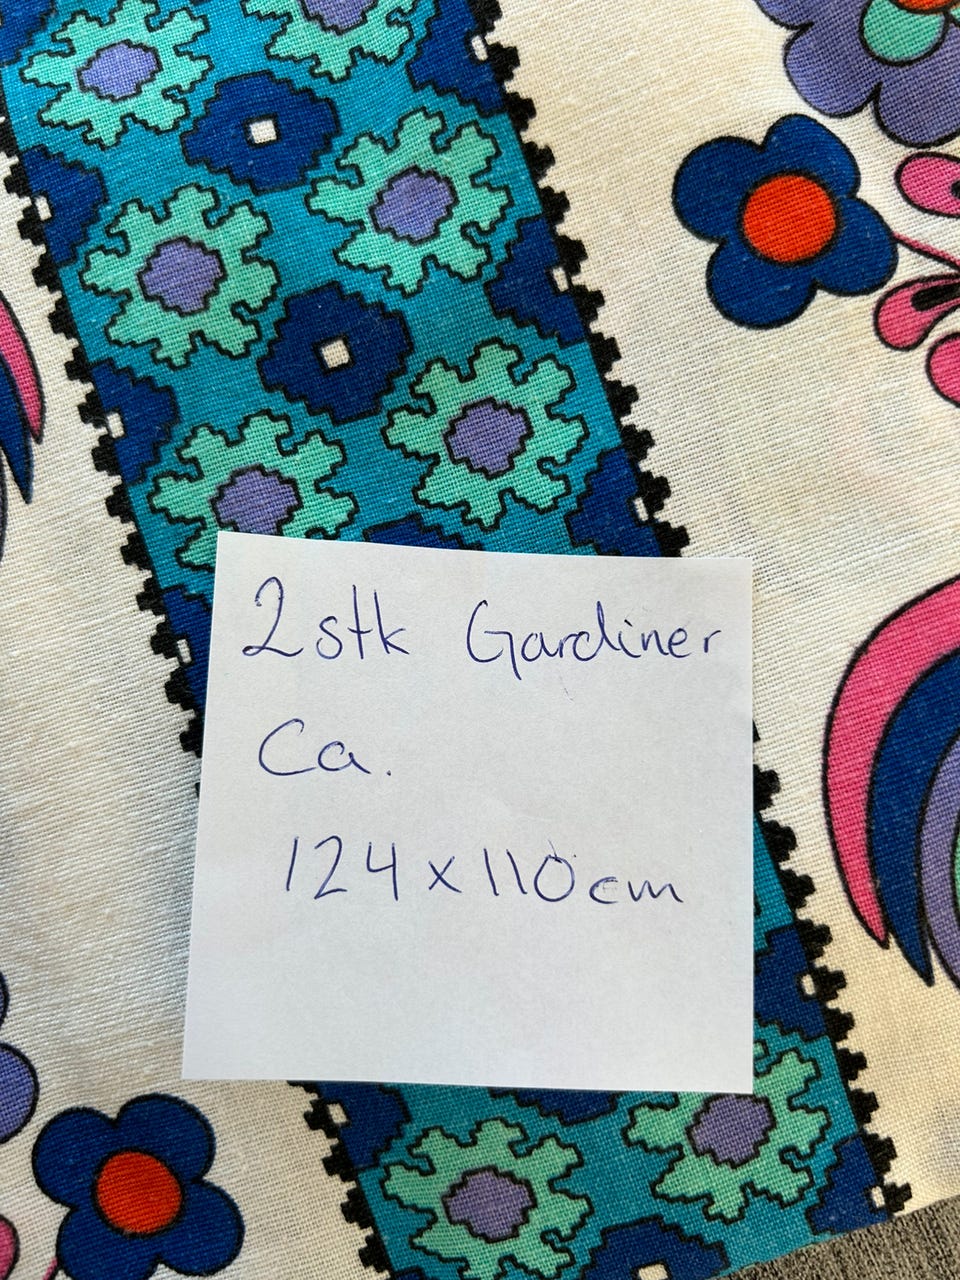 2stk Gardiner
Ca.
124x110cm